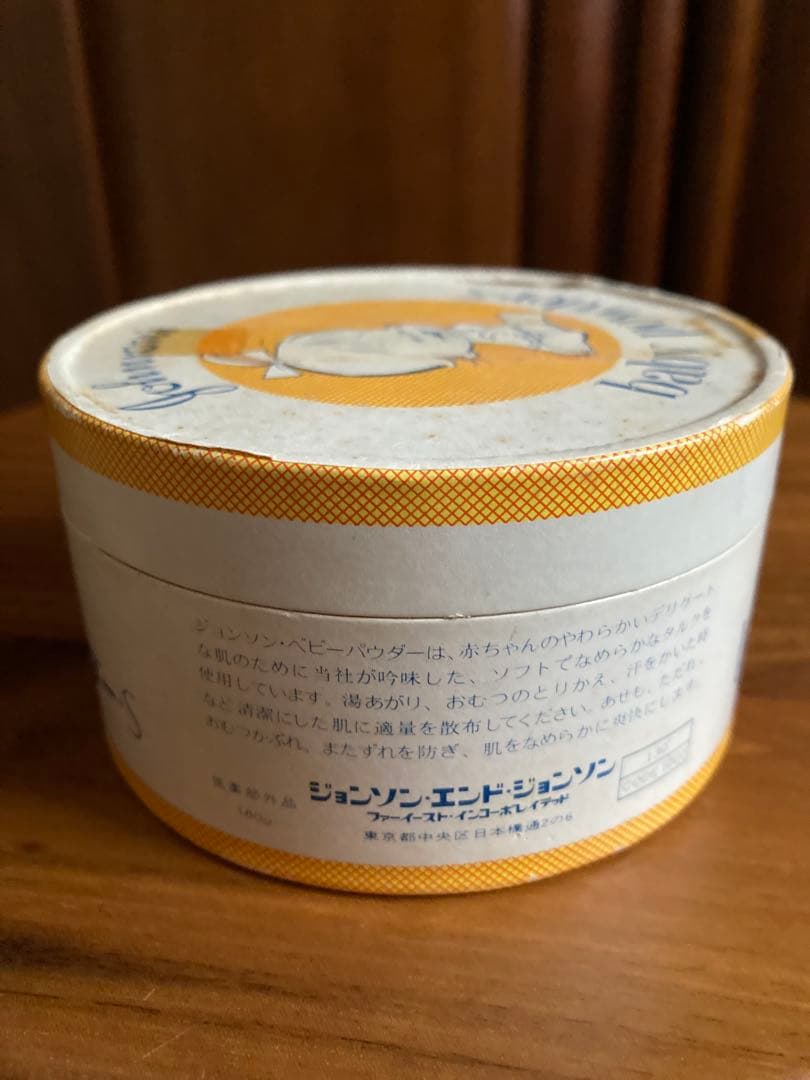 Johnson's
baby
ジョンソン・ベビーパウダーは、赤ちゃんのやわらかいデリケート
な肌のために当社が吟味した、ソフトでなめらかなタルクを
使用しています。湯あがり、おむつのとりかえ、汗をかいた時
など清潔にした肌に適量を散布してください。あせも、ただれ、
おむつかぶれ、またずれを防ぎ、肌をなめらかに爽快にします。
医薬部外品
180g
ジョンソン・エンド・ジョンソン
ファーイースト・インコーポレイテッド
東京都中央区日本橋通2の6